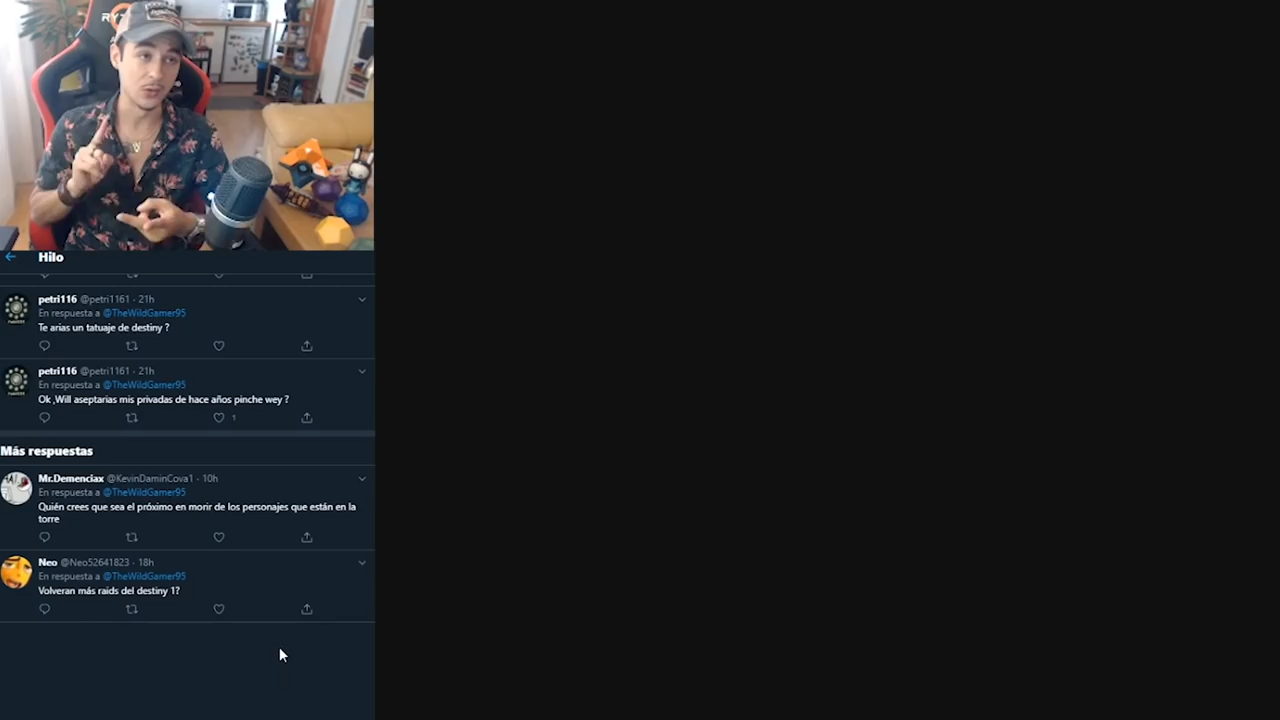 Hilo
petri116 @petri1161 · 21h
En respuesta a @TheWildGamer95
Te arias un tatuaje de destiny ?
petri116 @petri1161 · 21h
En respuesta a @TheWildGamer95
Ok ,Will aseptarias mis privadas de hace años pinche wey ?
1
Más respuestas
Mr.Demenciax @KevinDaminCova1 · 10h
En respuesta a @TheWildGamer95
Quién crees que sea el próximo en morir de los personajes que están en la
torre
Neo @Neo52641823 · 18h
En respuesta a @TheWildGamer95
Volveran más raids del destiny 1?